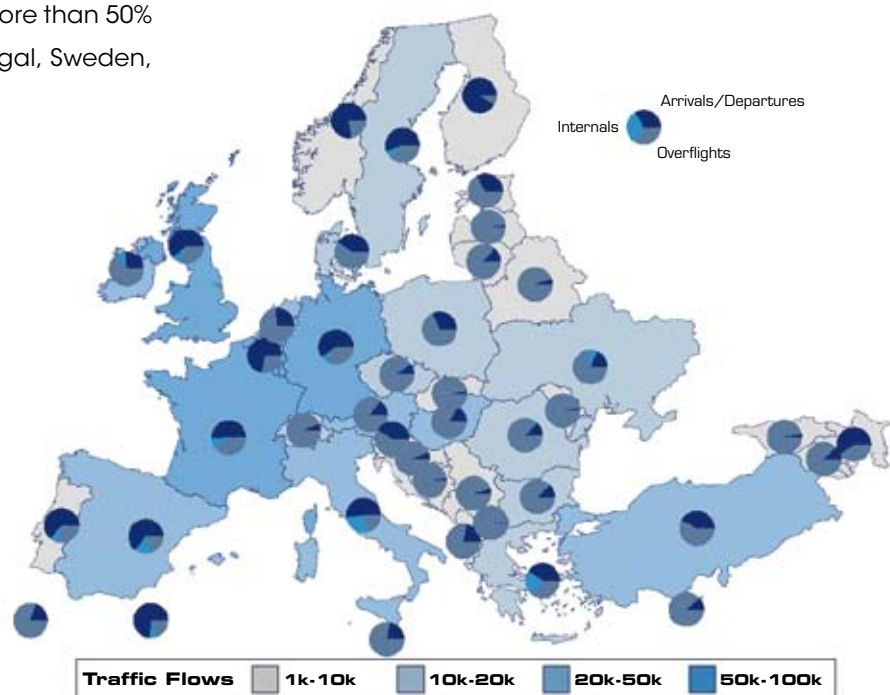 ore than 50%
gal, Sweden,
Arrivals/Departures
Internals
Overflights
Traffic Flows 1k-10k 10k-20k 20k-50k 50k-100k